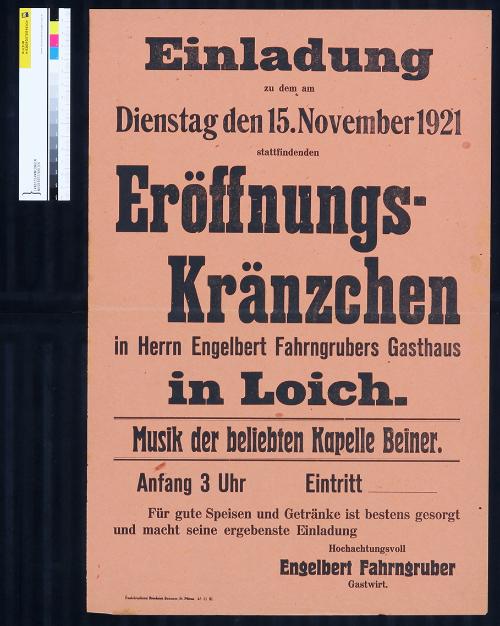 Einladung
zu dem am
Dienstag den 15. November 1921
stattfindenden
Eröffnungs-
Kränzchen
in Herrn Engelbert Fahrngrubers Gasthaus
in Loich.
Musik der beliebten Kapelle Beiner.
Anfang 3 Uhr Eintritt
Für gute Speisen und Getränke ist bestens gesorgt
und macht seine ergebenste Einladung
Hochachtungsvoll
Engelbert Fahrngruber
Gastwirt.